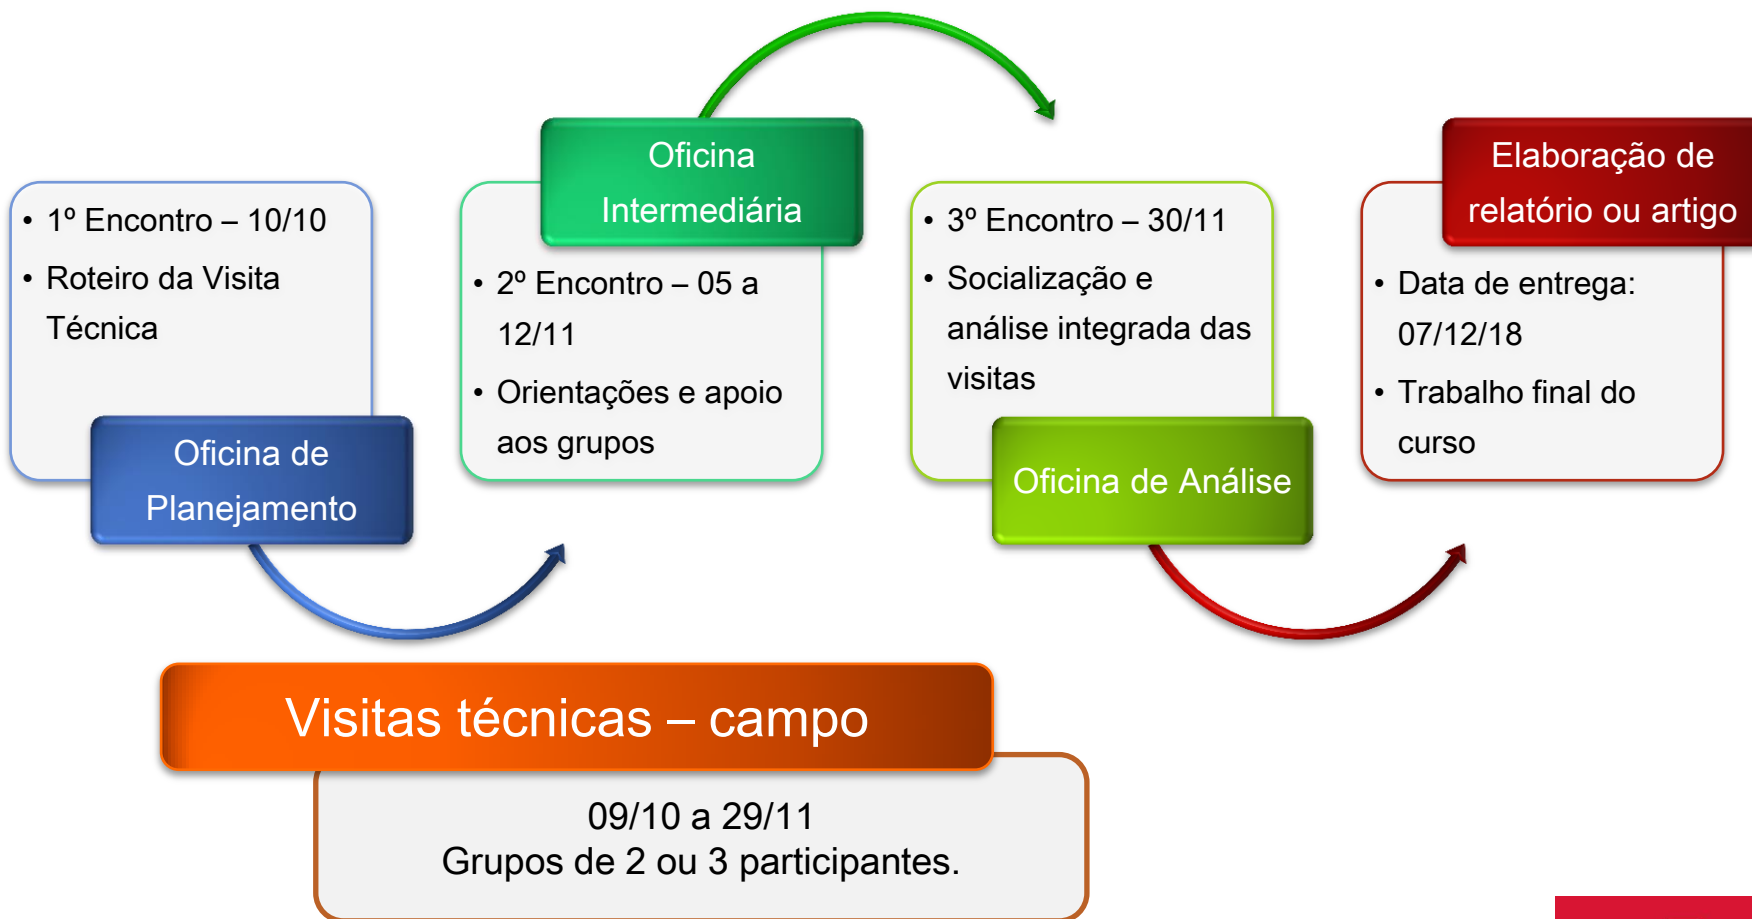 • 1º Encontro – 10/10
• Roteiro da Visita
Técnica
Oficina de
Planejamento
Oficina
Intermediária
• 2º Encontro – 05 a
12/11
• Orientações e apoio
aos grupos
• 3º Encontro – 30/11
• Socialização e
análise integrada das
visitas
Oficina de Análise
Elaboração de
relatório ou artigo
• Data de entrega:
07/12/18
• Trabalho final do
curso
Visitas técnicas – campo
09/10 a 29/11
Grupos de 2 ou 3 participantes.